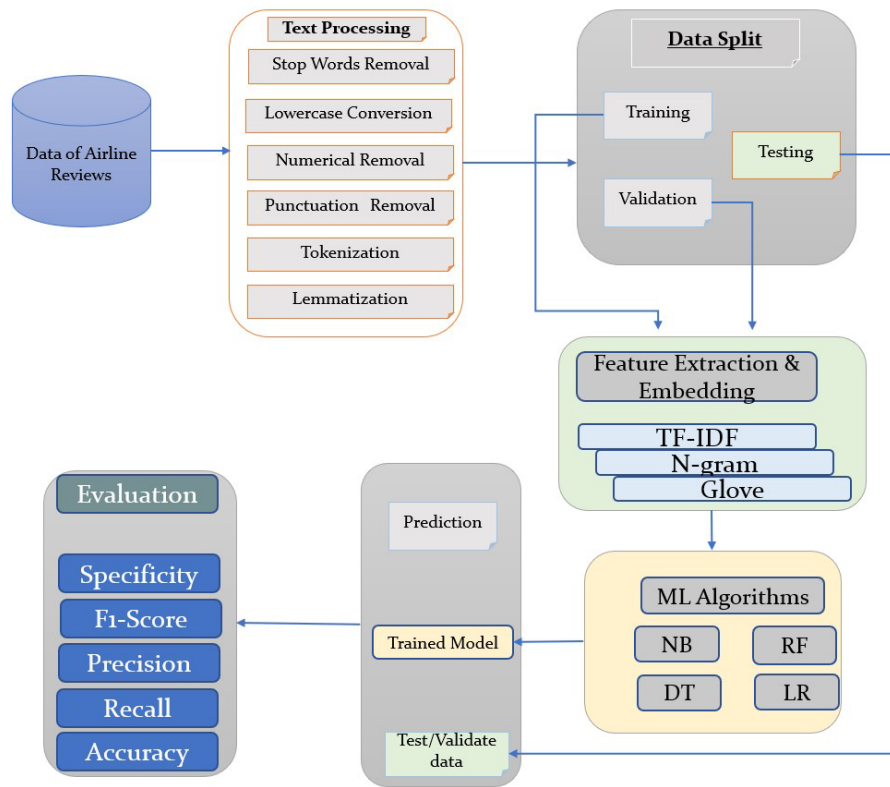 Data of Airline
Reviews
Text Processing
Stop Words Removal
Lowercase Conversion
Numerical Removal
Punctuation Removal
Tokenization
Lemmatization
Data Split
Training
Testing
Validation
Feature Extraction &
Embedding
TF-IDF
N-gram
Glove
ML Algorithms
NB
RF
DT
LR
Prediction
Trained Model
Test/Validate
data
Evaluation
Specificity
F1-Score
Precision
Recall
Accuracy